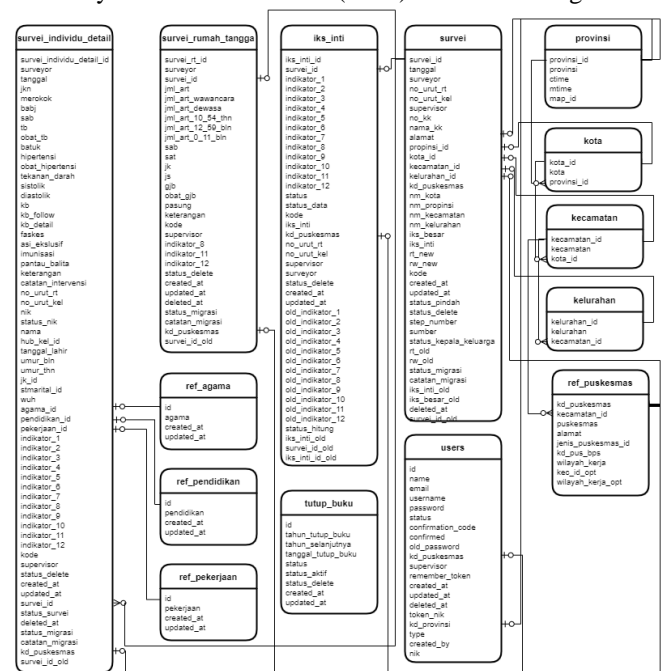 survei_individu_detail
survei_individu_detail_id
surveyor
tanggal
jkn
merokok
babj
sab
tb
obat_tb
batuk
hipertensi
obat_hipertensi
tekanan_darah
sistolik
diastolik
kb
kb_follow
kb_detail
faskes
asi_ekslusif
imunisasi
pantau_balita
keterangan
catatan_intervensi
no_urut_rt
no_urut_kel
nik
status_nik
nama
hub_kel_id
tanggal_lahir
umur_bln
umur_thn
jk_id
stmarital_id
wuh
agama_id
pendidikan_id
pekerjaan_id
indikator_1
indikator_2
indikator_3
indikator_4
indikator_5
indikator_6
indikator_7
indikator_8
indikator_9
indikator_10
indikator_11
indikator_12
kode
supervisor
status_delete
created_at
updated_at
survei_id
status_survei
deleted_at
status_migrasi
catatan_migrasi
kd_puskesmas
survei_id_old
survei_rumah_tangga
survei_rt_id
surveyor
survei_id
jml_art
jml_art_wawancara
jml_art_dewasa
jml_art_10_54_thn
jml_art_12_59_bln
jml_art_0_11_bln
sab
sat
jk
js
gjb
obat_gjb
pasung
keterangan
kode
supervisor
indikator_8
indikator_11
indikator_12
status_delete
created_at
updated_at
deleted_at
status_migrasi
catatan_migrasi
kd_puskesmas
survei_id_old
ref_agama
id
agama
created_at
updated_at
ref_pendidikan
id
pendidikan
created_at
updated_at
ref_pekerjaan
id
pekerjaan
created_at
updated_at
iks_inti
iks_inti_id
survei_id
indikator_1
indikator_2
indikator_3
indikator_4
indikator_5
indikator_6
indikator_7
indikator_8
indikator_9
indikator_10
indikator_11
indikator_12
status
status_data
kode
iks_inti
kd_puskesmas
no_urut_rt
no_urut_kel
supervisor
surveyor
status_delete
created_at
updated_at
old_indikator_1
old_indikator_2
old_indikator_3
old_indikator_4
old_indikator_5
old_indikator_6
old_indikator_7
old_indikator_8
old_indikator_9
old_indikator_10
old_indikator_11
old_indikator_12
status_hitung
iks_inti_old
survei_id_old
iks_inti_id_old
tutup_buku
id
tahun_tutup_buku
tahun_selanjutnya
tanggal_tutup_buku
status
status_aktif
status_delete
created_at
updated_at
survei
survei_id
tanggal
surveyor
no_urut_rt
no_urut_kel
supervisor
no_kk
nama_kk
alamat
propinsi_id
kota_id
kecamatan_id
kelurahan_id
kd_puskesmas
nm_kota
nm_propinsi
nm_kecamatan
nm_kelurahan
iks_besar
iks_inti
rt_new
rw_new
kode
created_at
updated_at
status_pindah
status_delete
step_number
sumber
status_kepala_keluarga
rt_old
rw_old
status_migrasi
catatan_migrasi
iks_inti_old
iks_besar_old
deleted_at
survei_id_old
users
id
name
email
username
password
status
confirmation_code
confirmed
old_password
kd_puskesmas
supervisor
remember_token
created_at
updated_at
deleted_at
token_nik
kd_provinsi
type
created_by
nik
provinsi
provinsi_id
provinsi
ctime
mtime
map_id
kota
kota_id
kota
provinsi_id
kecamatan
kecamatan_id
kecamatan
kota_id
kelurahan
kelurahan_id
kelurahan
kecamatan_id
ref_puskesmas
kd_puskesmas
kecamatan_id
puskesmas
alamat
jenis_puskesmas_id
kd_pus_bps
wilayah_kerja
kec_id_opt
wilayah_kerja_opt